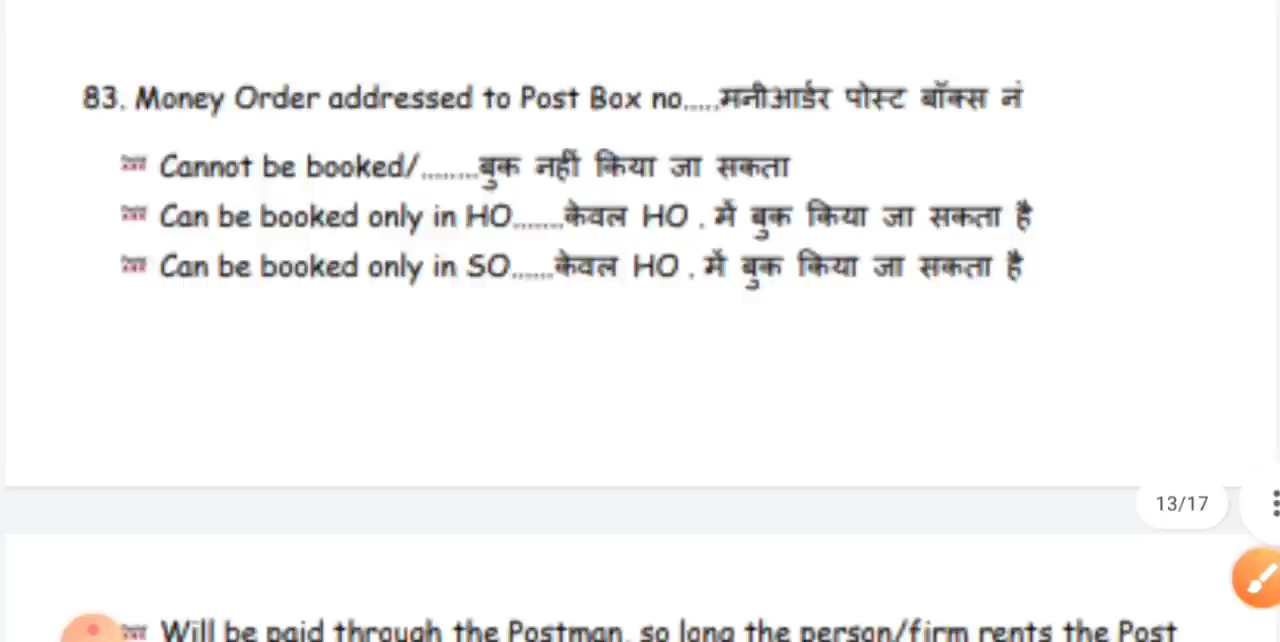 83. Money Order addressed to Post Box no.....मनीआर्डर पोस्ट बॉक्स नं
Cannot be booked/........बुक नहीं किया जा सकता
Can be booked only in HO.......केवल HO . में बुक किया जा सकता है
Can be booked only in SO......केवल HO . में बुक किया जा सकता है
13/17
Will be paid through the Postman, so long the person/firm rents the Post